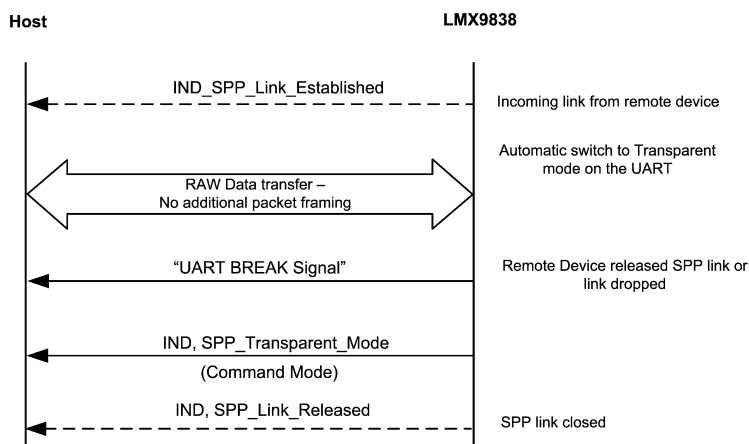 Host
LMX9838
IND_SPP_Link_Established
Incoming link from remote device
Automatic switch to Transparent
mode on the UART
RAW Data transfer –
No additional packet framing
“UART BREAK Signal”
Remote Device released SPP link or
link dropped
IND, SPP_Transparent_Mode
(Command Mode)
IND, SPP_Link_Released
SPP link closed